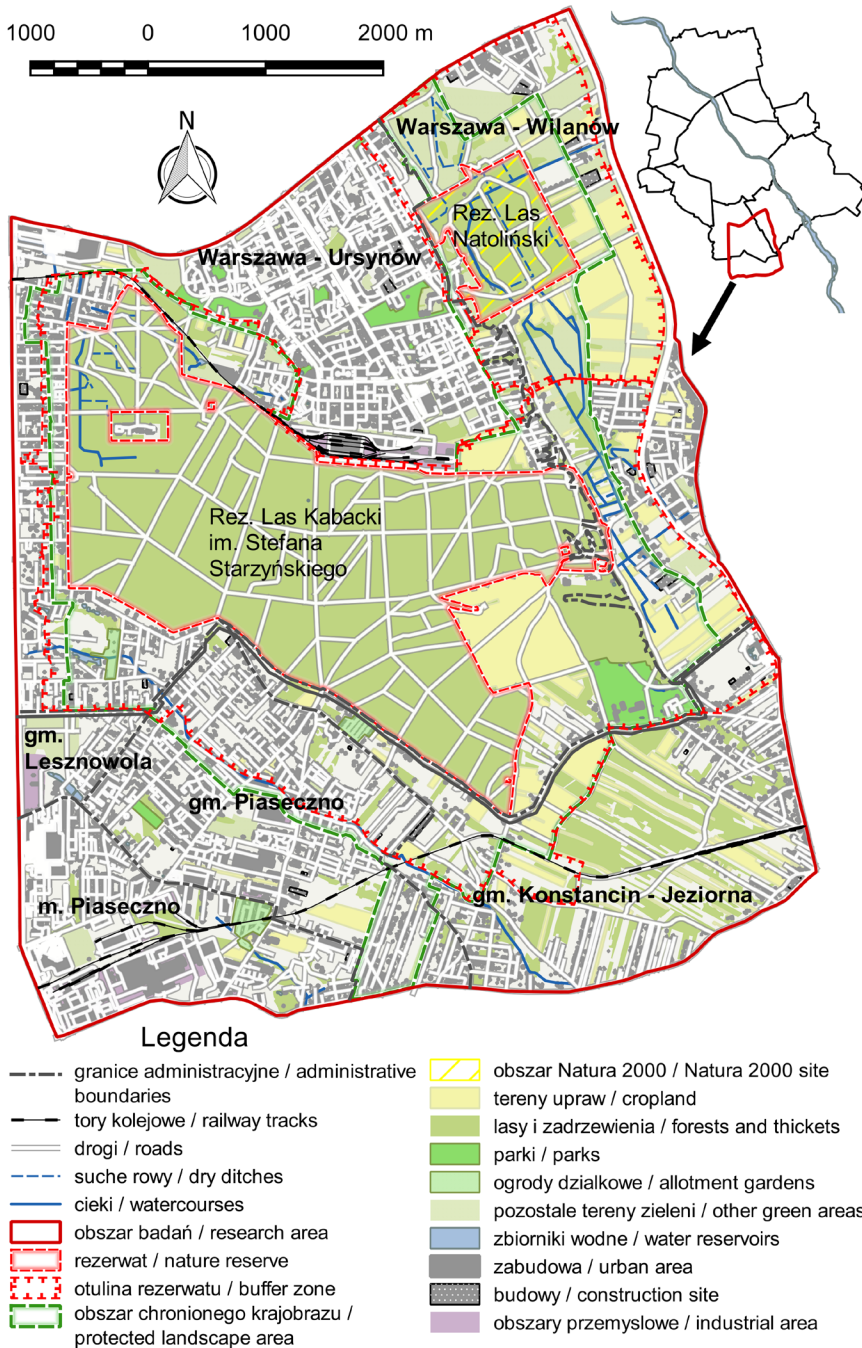 1000 0 1000 2000 m
N
Warszawa - Wilanów
Rez. Las
Natoliński
Warszawa - Ursynów
Rez. Las Kabacki
im. Stefana
Starzyńskiego
gm.
Lesznowola
gm. Piaseczno
m. Piaseczno
gm. Konstancin - Jeziorna
Legenda
granice administracyjne / administrative
boundaries
tory kolejowe / railway tracks
drogi / roads
suche rowy / dry ditches
cieki / watercourses
obszar badań / research area
rezerwat / nature reserve
otulina rezerwatu / buffer zone
obszar chronionego krajobrazu /
protected landscape area
obszar Natura 2000 / Natura 2000 site
tereny upraw / cropland
lasy i zadrzewienia / forests and thickets
parki / parks
ogrody dzialkowe / allotment gardens
pozostale tereny zieleni / other green areas
zbiorniki wodne / water reservoirs
zabudowa / urban area
budowy / construction site
obszary przemyslowe / industrial area